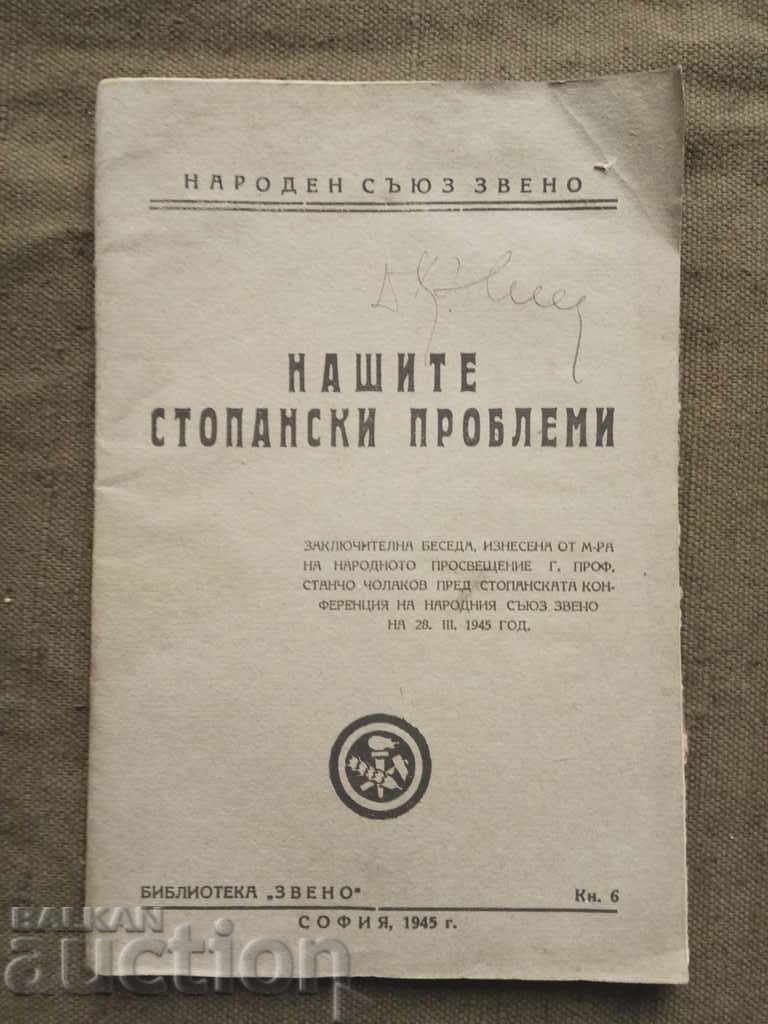 НАРОДЕН СЪЮЗ ЗВЕНО
НАШИТЕ
СТОПАНСКИ ПРОБЛЕМИ
ЗАКЛЮЧИТЕЛНА БЕСЕДА, ИЗНЕСЕНА ОТ М-РА
НА НАРОДНОТО ПРОСВЕЩЕНИЕ Г. ПРОФ.
СТАНЧО ЧОЛАКОВ ПРЕД СТОПАНСКАТА КОН-
ФЕРЕНЦИЯ НА НАРОДНИЯ СЪЮЗ ЗВЕНО
НА 28. III. 1945 ГОД.
БИБЛИОТЕКА „ЗВЕНО" Кн. 6
СОФИЯ, 1945 г.
BALKAN
auction